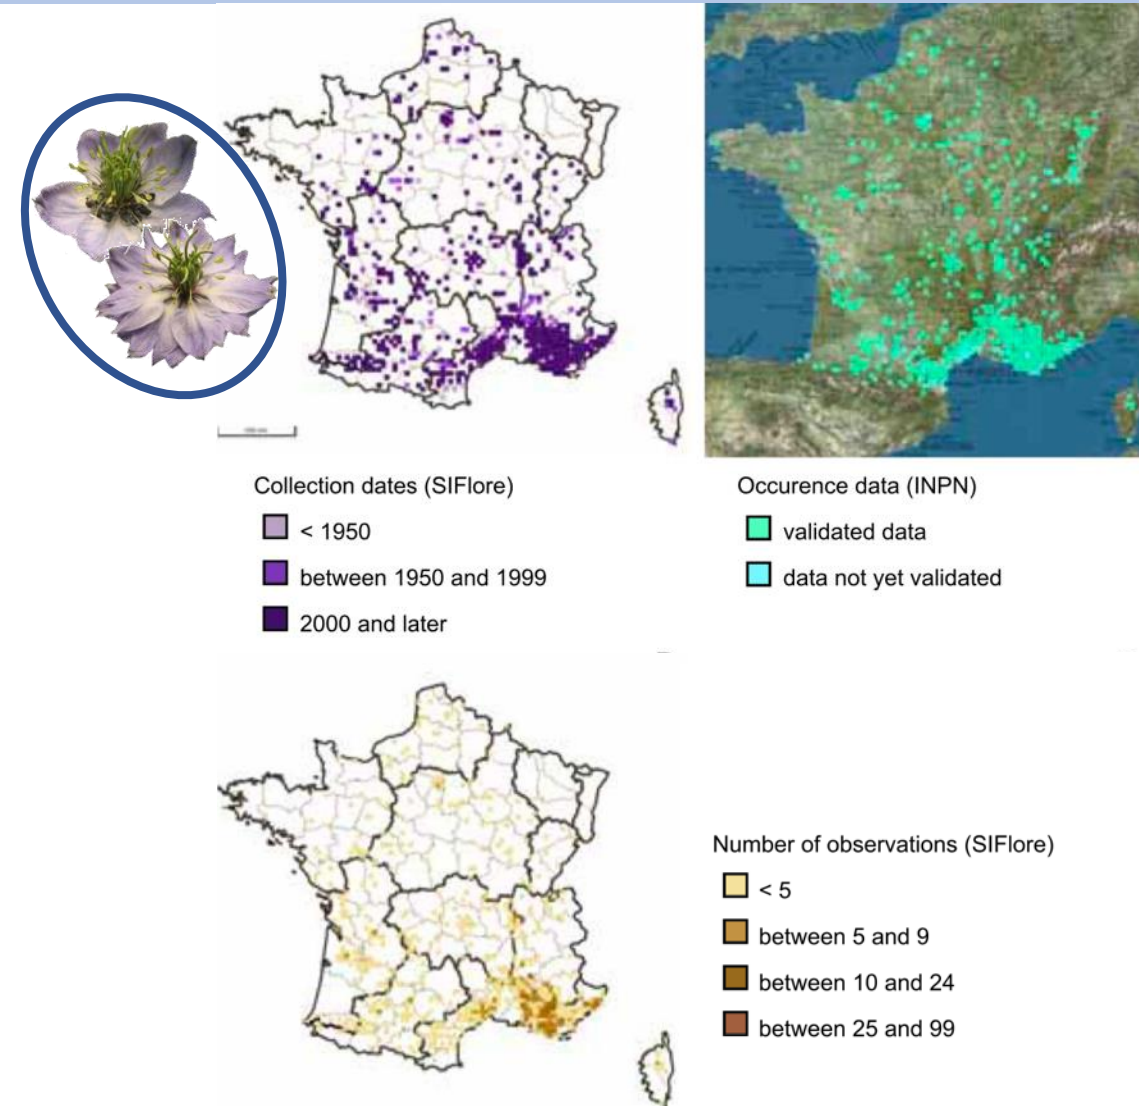 Collection dates (SIFlore)
< 1950
between 1950 and 1999
2000 and later
Occurence data (INPN)
validated data
data not yet validated
Number of observations (SIFlore)
< 5
between 5 and 9
between 10 and 24
between 25 and 99